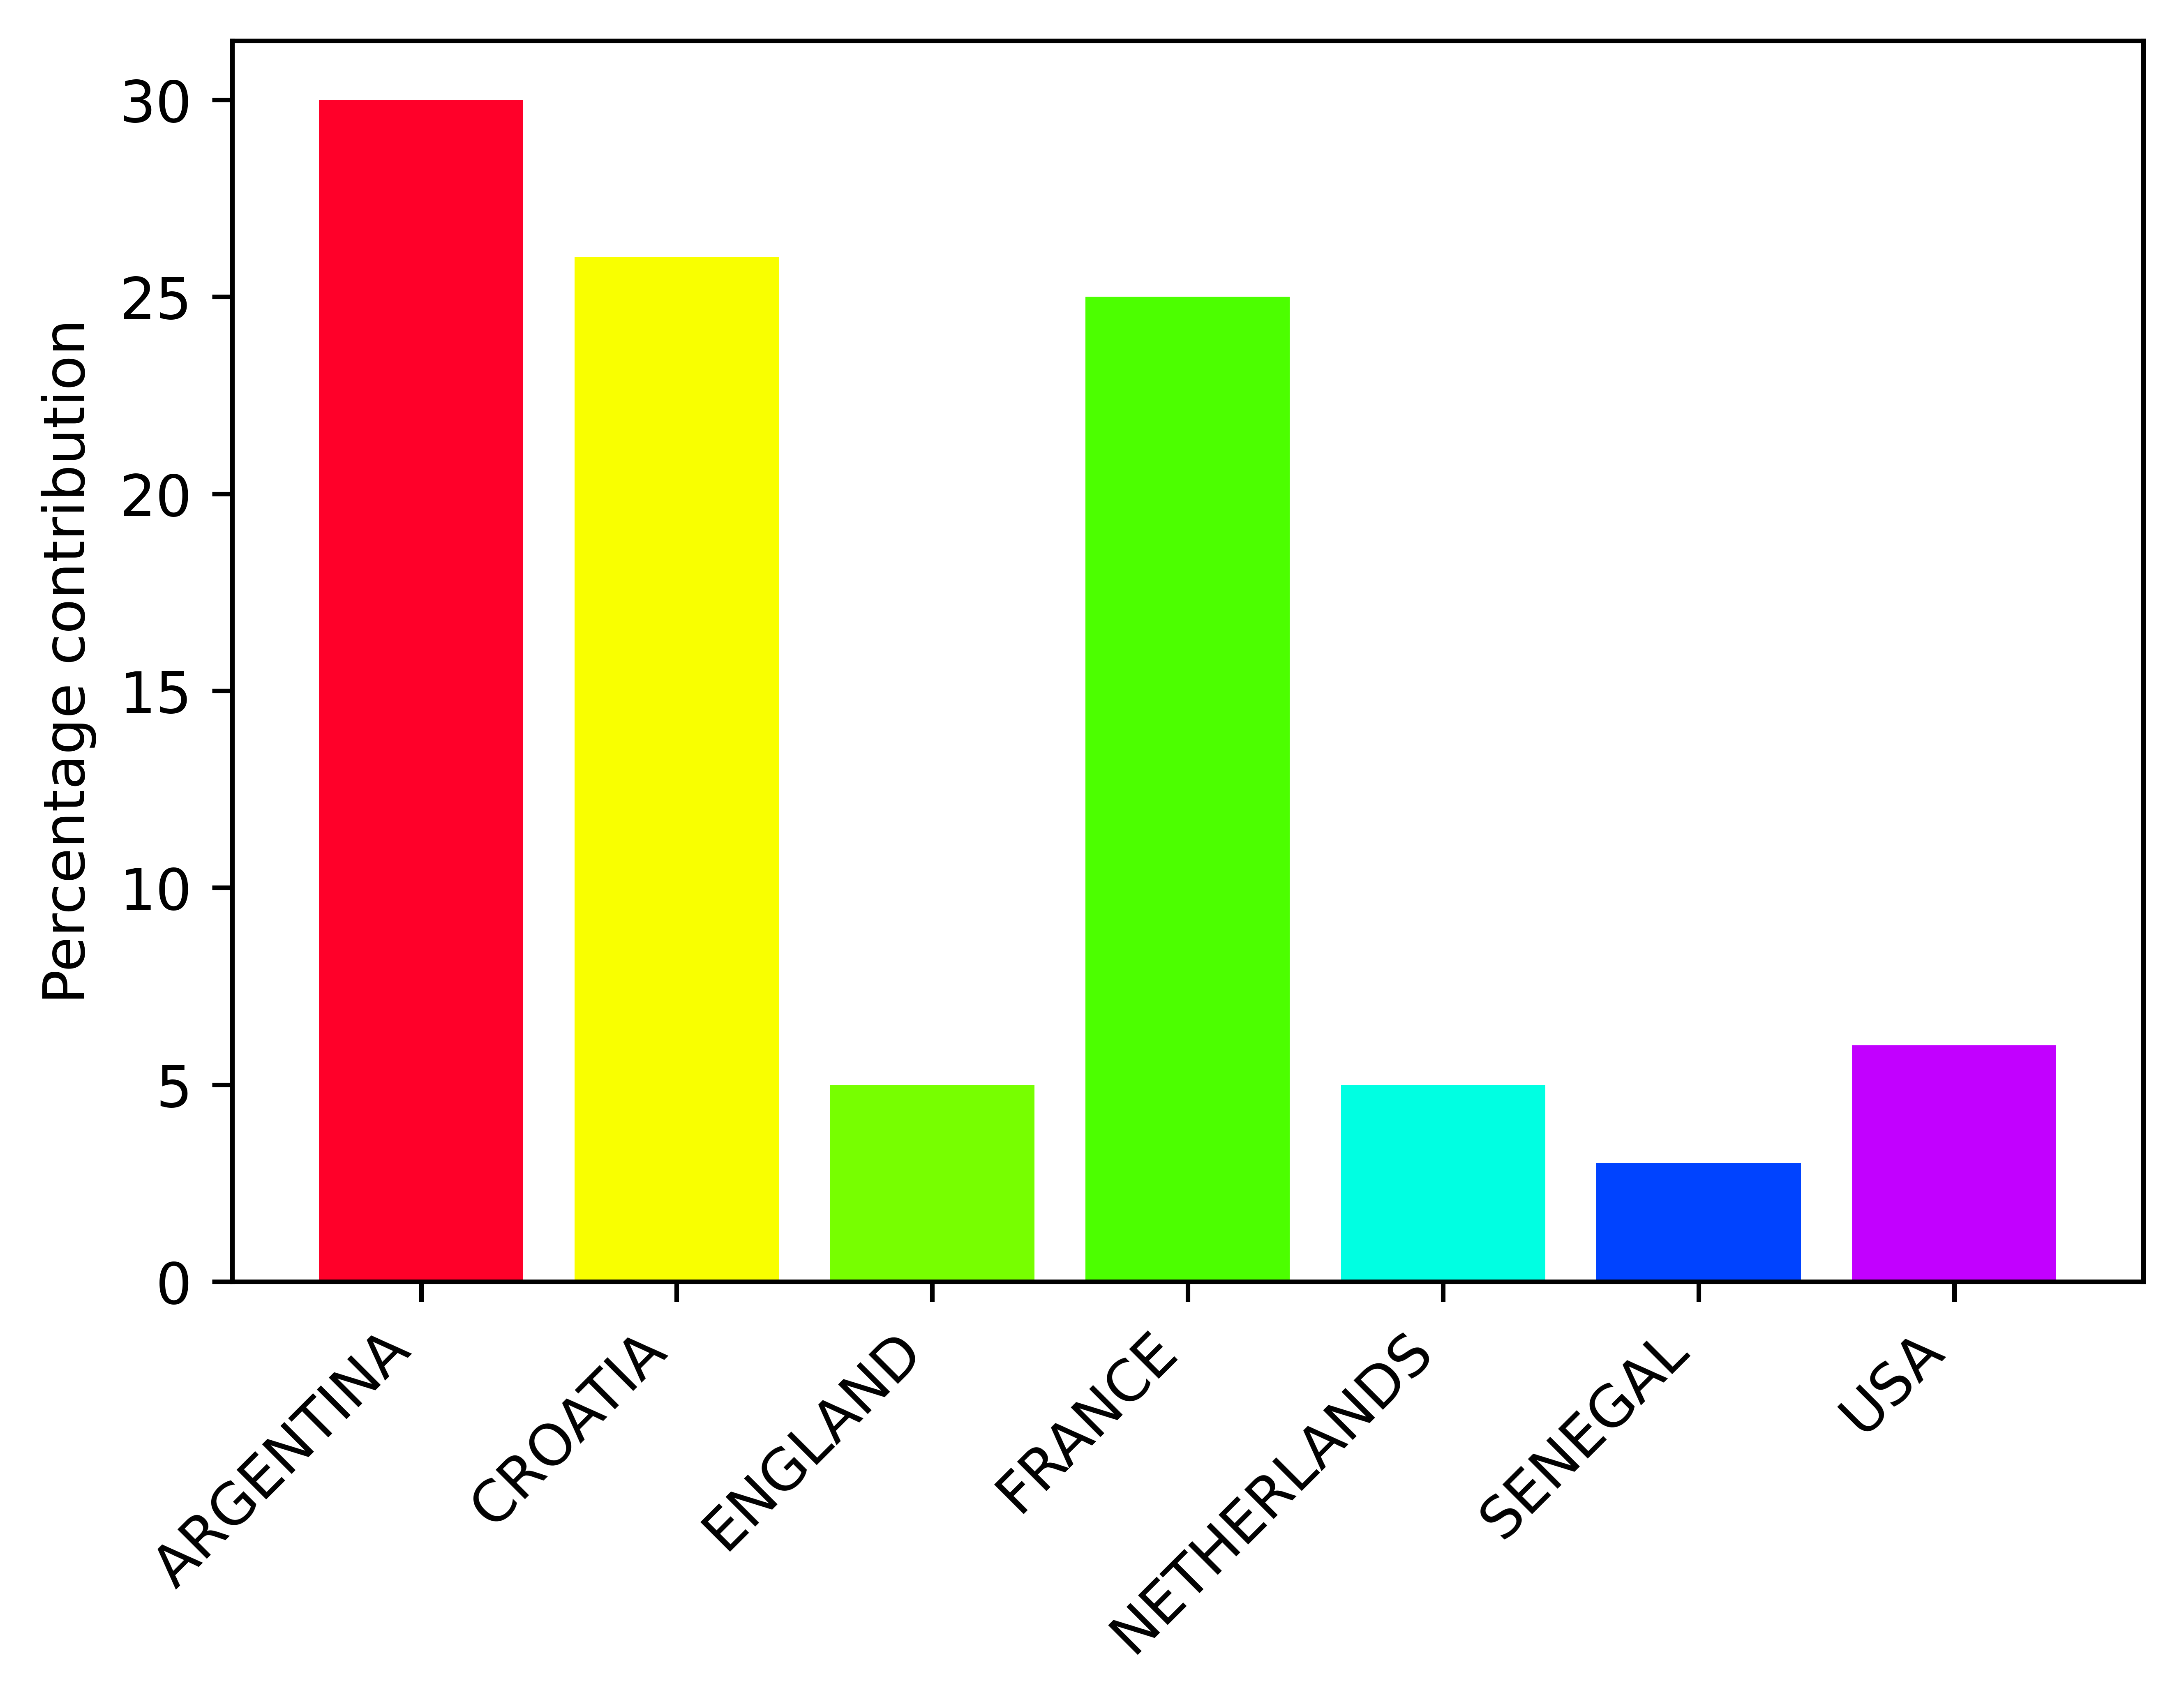 Percentage contribution
30
25
20
15
10
5
0
ARGENTINA
CROATIA
ENGLAND
FRANCE
NETHERLANDS
SENEGAL
USA